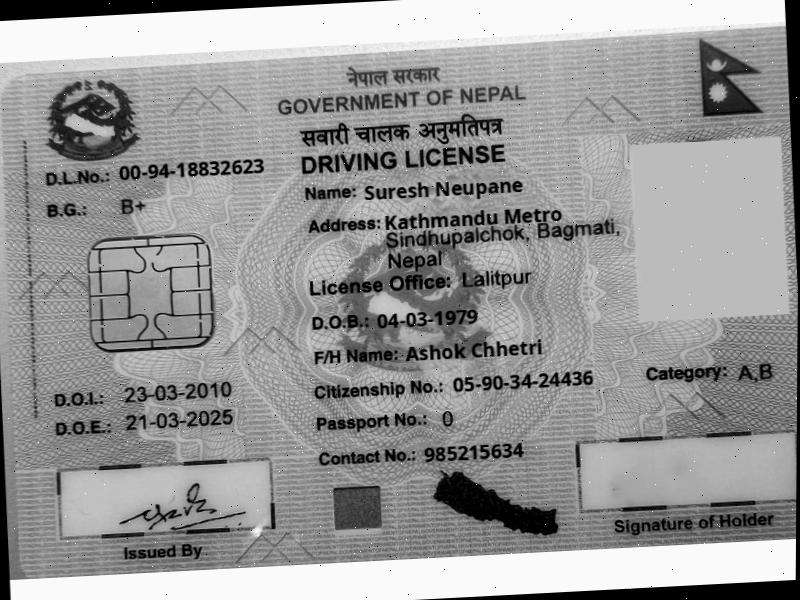 नेपाल सरकार
GOVERNMENT OF NEPAL
सवारी चालक अनुमतिपत्र
DRIVING LICENSE
D.L.No.: 00-94-18832623
B.G.: B+
Name: Suresh Neupane
Address: Kathmandu Metro
Sindhupalchok, Bagmati,
Nepal
License Office: Lalitpur
D.O.B.: 04-03-1979
F/H Name: Ashok Chhetri
Citizenship No.: 05-90-34-24436
Category: A,B
D.O.I.: 23-03-2010
D.O.E.: 21-03-2025
Passport No.: 0
Contact No.: 985215634
Issued By
Signature of Holder